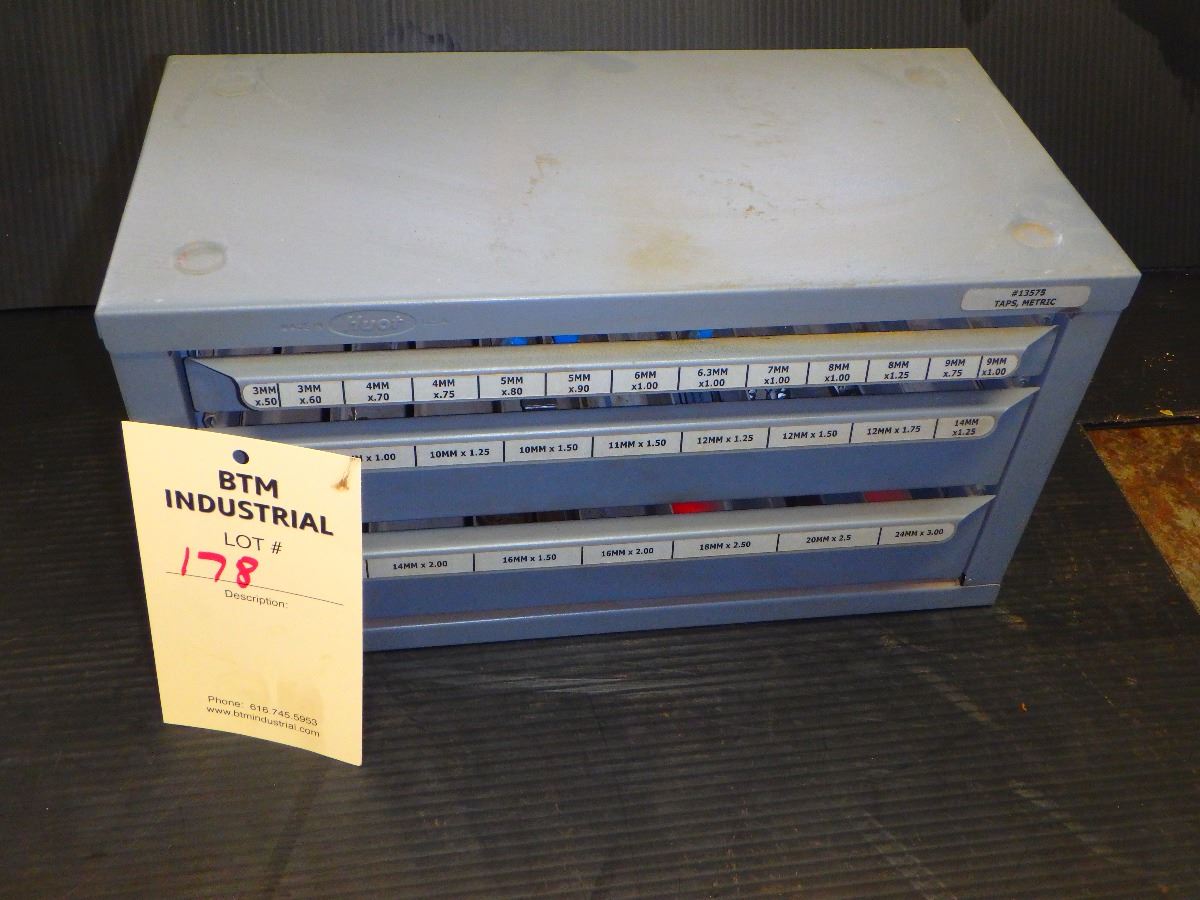 #13575
TAPS, METRIC
Huot
3MM x.50
3MM x.60
4MM x.70
4MM x.75
5MM x.80
5MM x.90
6MM x1.00
6.3MM x1.00
7MM x1.00
8MM x1.00
8MM x1.25
9MM x.75
9MM x1.00
x 1.00
10MM x 1.25
10MM x 1.50
11MM x 1.50
12MM x 1.25
12MM x 1.50
12MM x 1.75
14MM x1.25
14MM x 2.00
16MM x 1.50
16MM x 2.00
18MM x 2.50
20MM x 2.5
24MM x 3.00
BTM
INDUSTRIAL
LOT #
178
Description:
Phone: 616.745.5953
www.btmindustrial.com